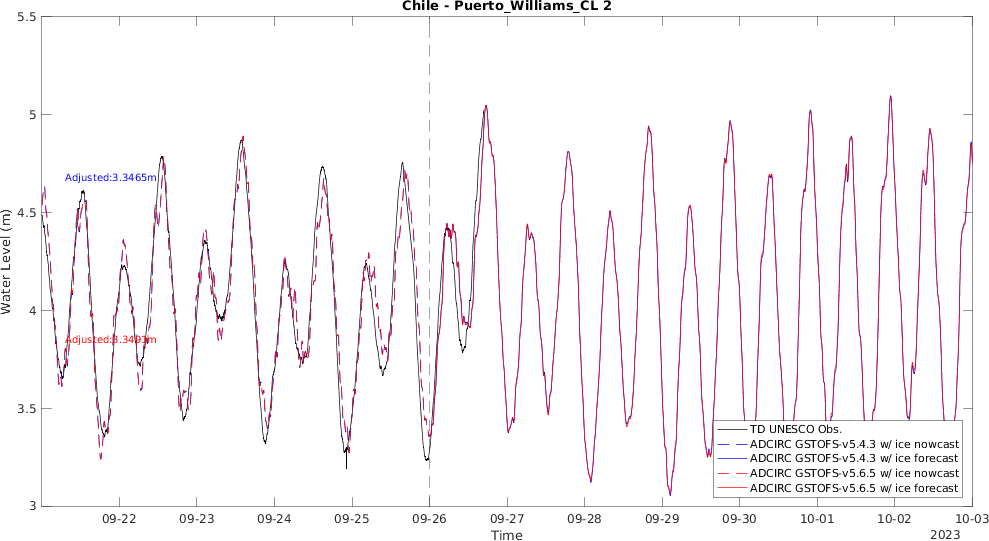 Chile - Puerto_Williams_CL 2
5.5
5
4.5
4
3.5
3
Water Level (m)
Adjusted:3.3465m
Adjusted:3.3491m
TD UNESCO Obs.
ADCIRC GSTOFS-v5.4.3 w/ ice nowcast
ADCIRC GSTOFS-v5.4.3 w/ ice forecast
ADCIRC GSTOFS-v5.6.5 w/ ice nowcast
ADCIRC GSTOFS-v5.6.5 w/ ice forecast
09-22 09-23 09-24 09-25 09-26 09-27 09-28 09-29 09-30 10-01 10-02 10-03
Time
2023